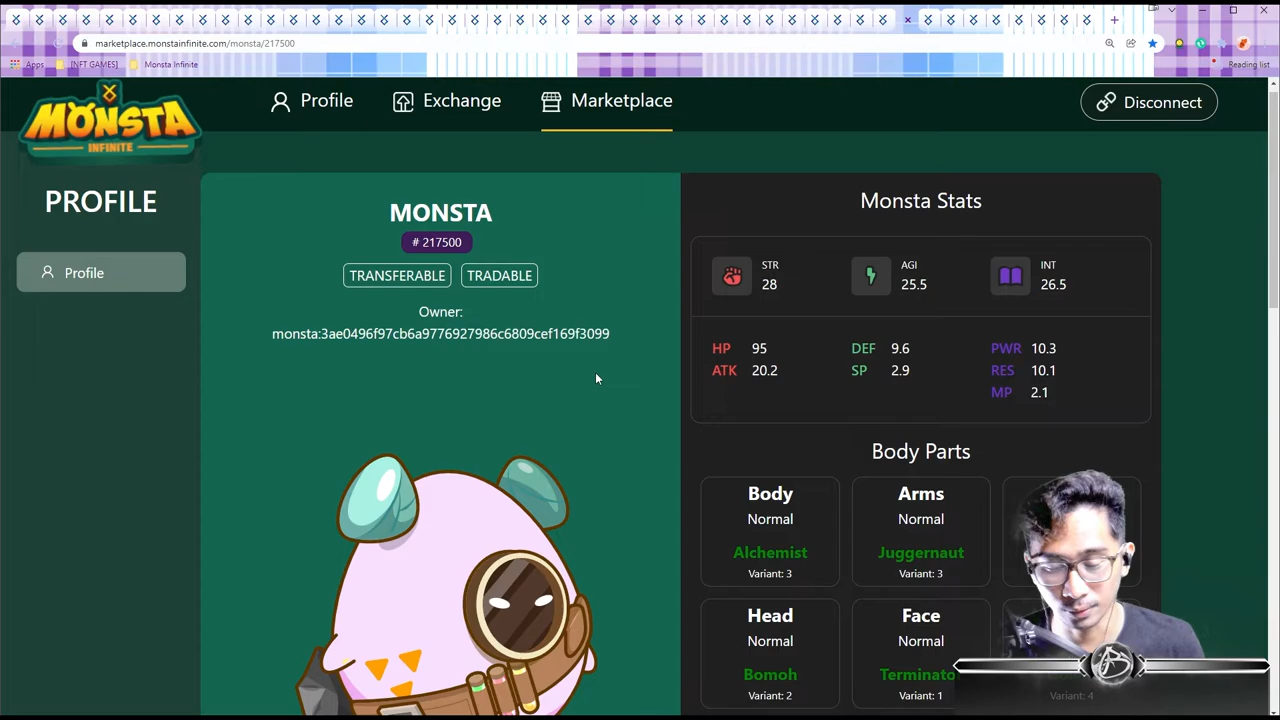 marketplace.monstainfinite.com/monsta/217500
Apps
[NFT GAMES]
Monsta Infinite
Reading list
MONSTA
INFINITE
Profile
Exchange
Marketplace
Disconnect
PROFILE
Profile
MONSTA
# 217500
TRANSFERABLE
TRADABLE
Owner:
monsta:3ae0496f97cb6a9776927986c6809cef169f3099
Monsta Stats
STR
28
AGI
25.5
INT
26.5
HP 95
ATK 20.2
DEF 9.6
SP 2.9
PWR 10.3
RES 10.1
MP 2.1
Body Parts
Body
Normal
Alchemist
Variant: 3
Arms
Normal
Juggernaut
Variant: 3
Head
Normal
Bomoh
Variant: 2
Face
Normal
Terminato
Variant: 1
Variant: 4